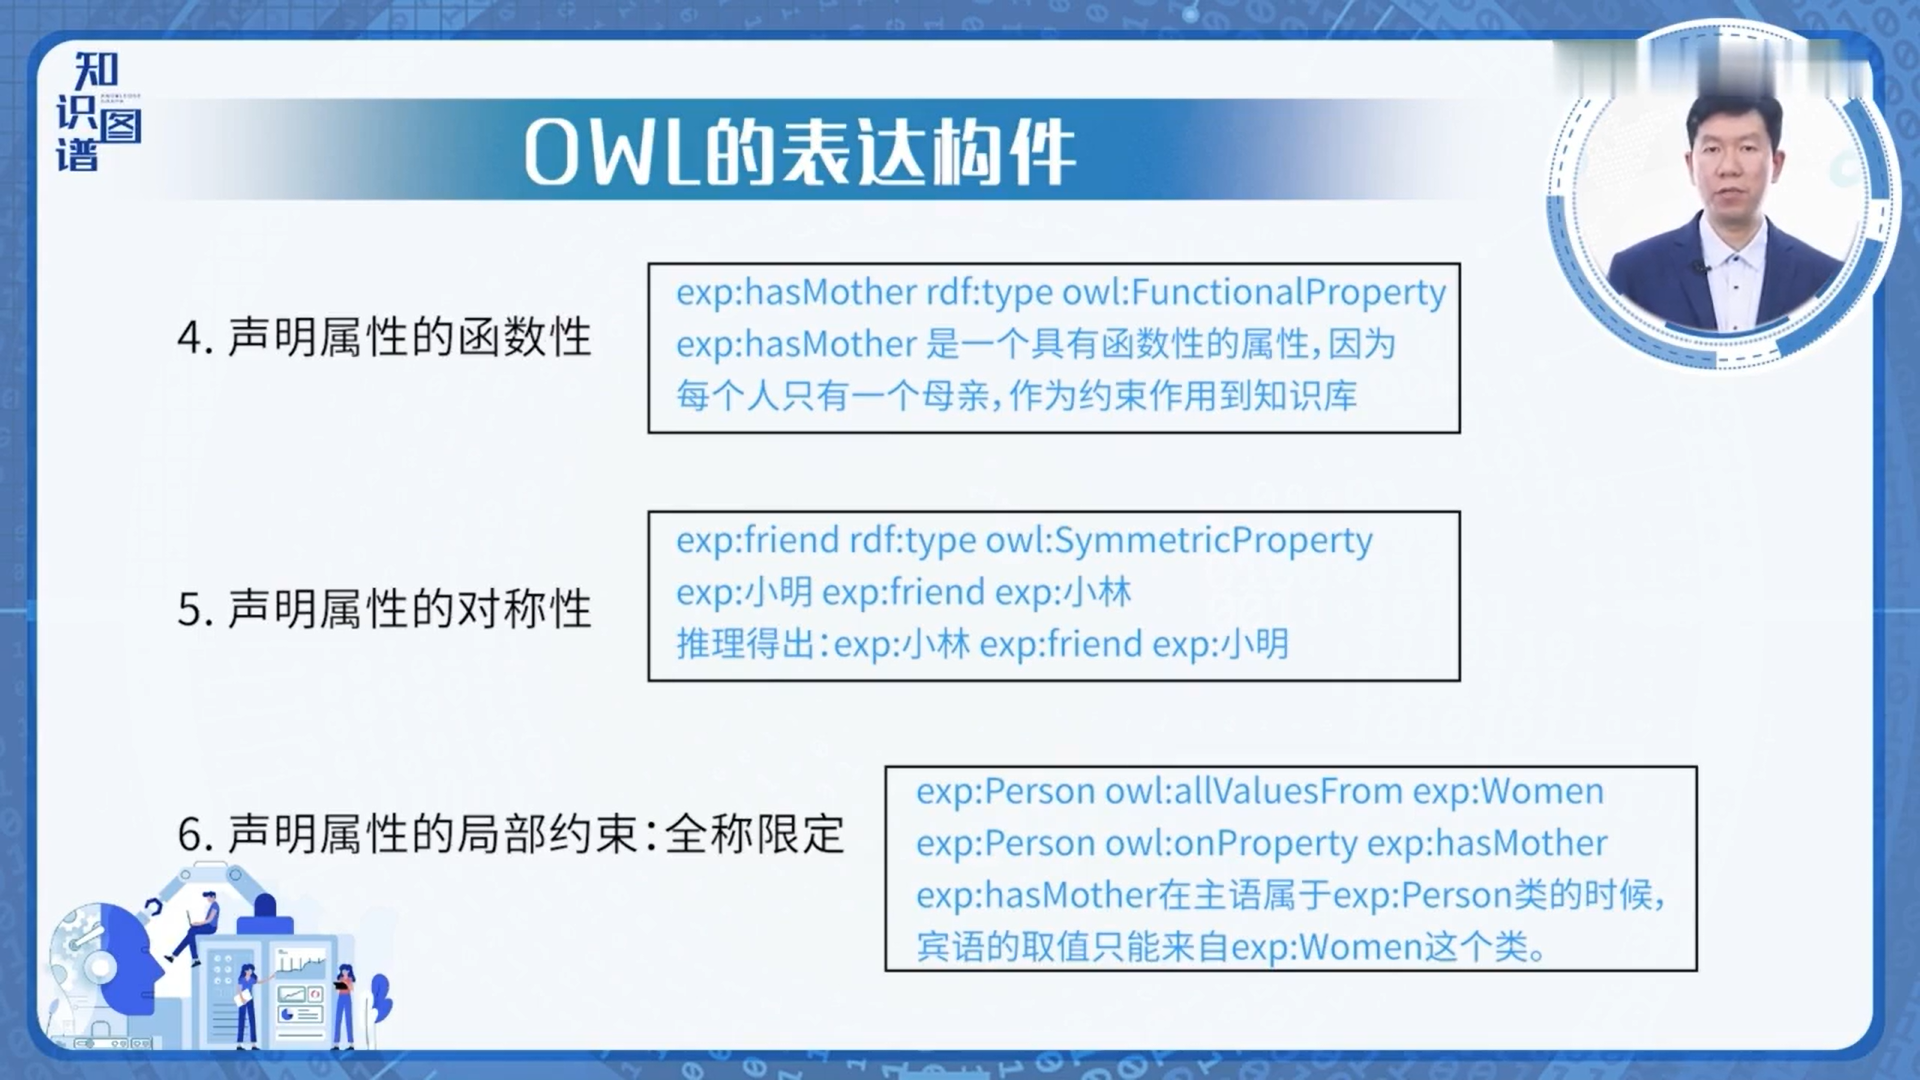 知识图谱
OWL的表达构件
4. 声明属性的函数性
exp:hasMother rdf:type owl:FunctionalProperty
exp:hasMother 是一个具有函数性的属性，因为
每个人只有一个母亲，作为约束作用到知识库
5. 声明属性的对称性
exp:friend rdf:type owl:SymmetricProperty
exp:小明 exp:friend exp:小林
推理得出：exp:小林 exp:friend exp:小明
6. 声明属性的局部约束：全称限定
exp:Person owl:allValuesFrom exp:Women
exp:Person owl:onProperty exp:hasMother
exp:hasMother在主语属于exp:Person类的时候，
宾语的取值只能来自exp:Women这个类。